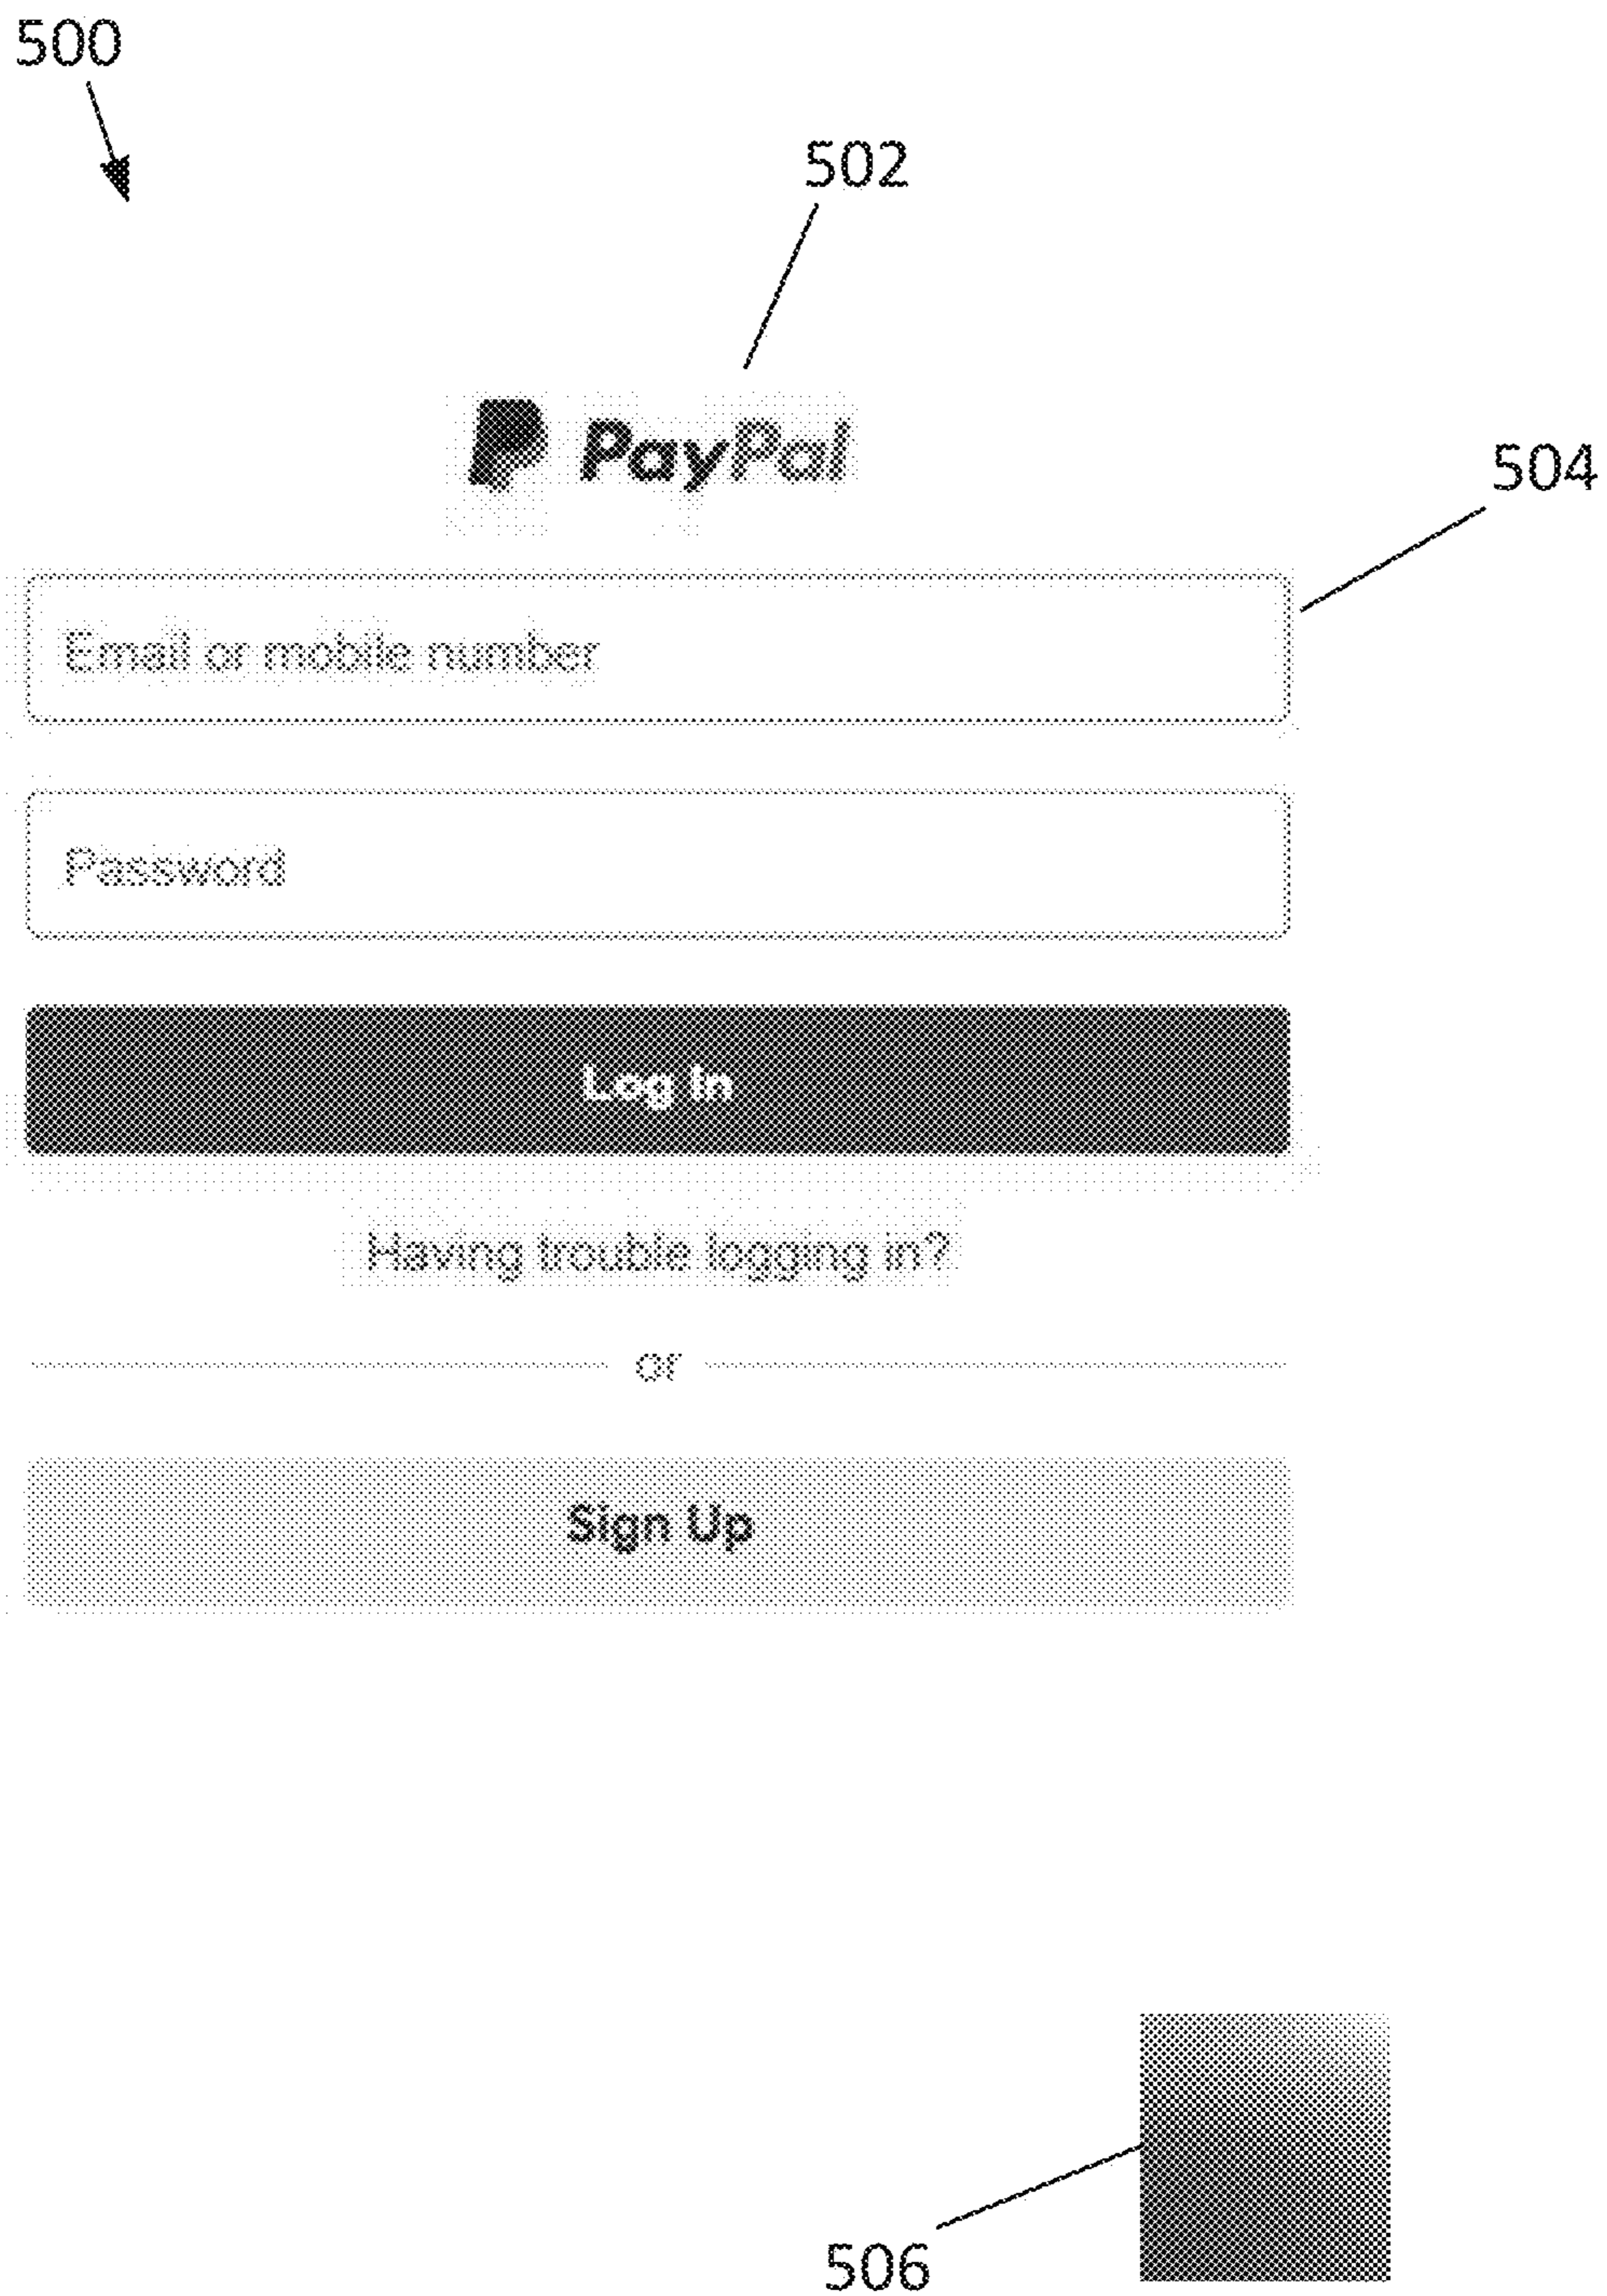 500
502
PayPal
504
Email or mobile number
Password
Log In
Having trouble logging in?
or
Sign Up
506